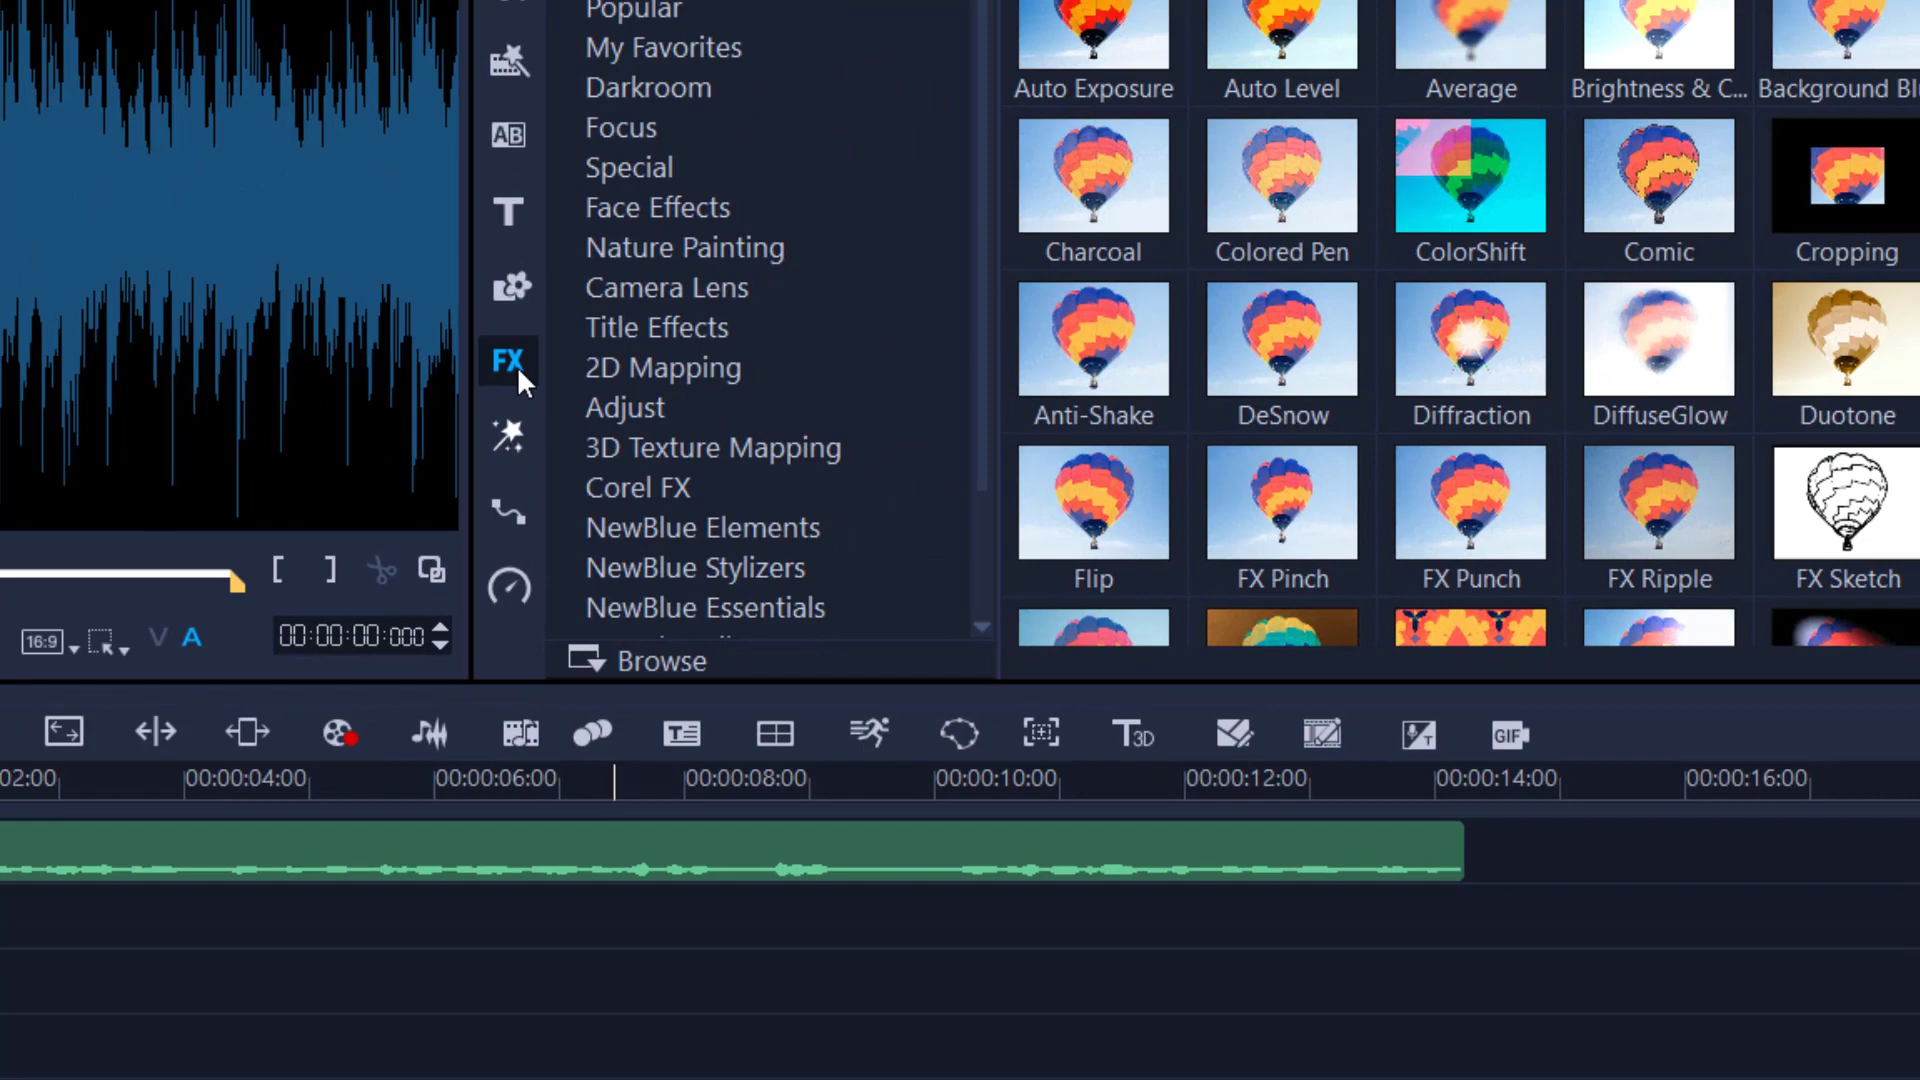 Popular
My Favorites
Darkroom
Focus
Special
Face Effects
Nature Painting
Camera Lens
Title Effects
2D Mapping
Adjust
3D Texture Mapping
Corel FX
NewBlue Elements
NewBlue Stylizers
NewBlue Essentials
Browse
AB
T
FX
Auto Exposure
Auto Level
Average
Brightness & C...
Background Bl
Charcoal
Colored Pen
ColorShift
Comic
Cropping
Anti-Shake
DeSnow
Diffraction
DiffuseGlow
Duotone
Flip
FX Pinch
FX Punch
FX Ripple
FX Sketch
[ ]
16:9
V A
00:00:00:000
T
T3D
T
GIF
02:00 00:00:04:00 00:00:06:00 00:00:08:00 00:00:10:00 00:00:12:00 00:00:14:00 00:00:16:00